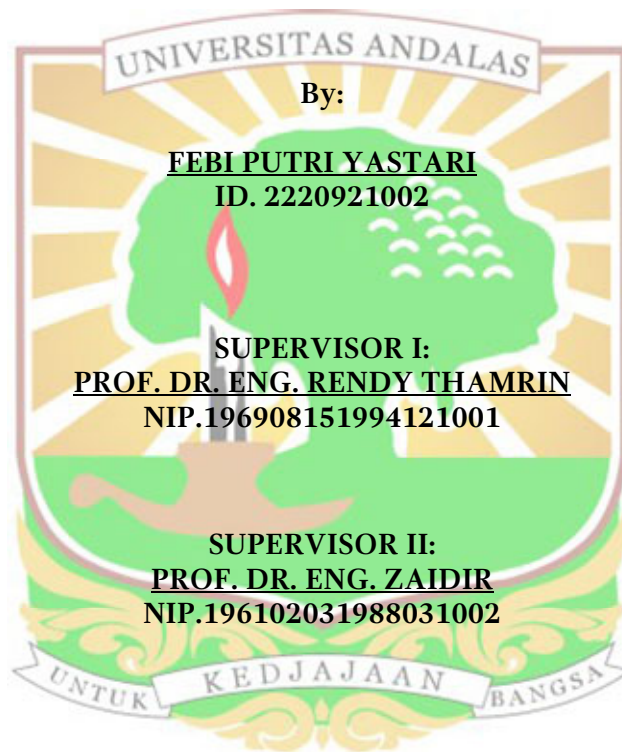 UNIVERSITAS ANDALAS
By:
FEBI PUTRI YASTARI
ID. 2220921002
SUPERVISOR I:
PROF. DR. ENG. RENDY THAMRIN
NIP.196908151994121001
SUPERVISOR II:
PROF. DR. ENG. ZAIDIR
NIP.196102031988031002
UNTUK KEDJAJAAN BANGSA